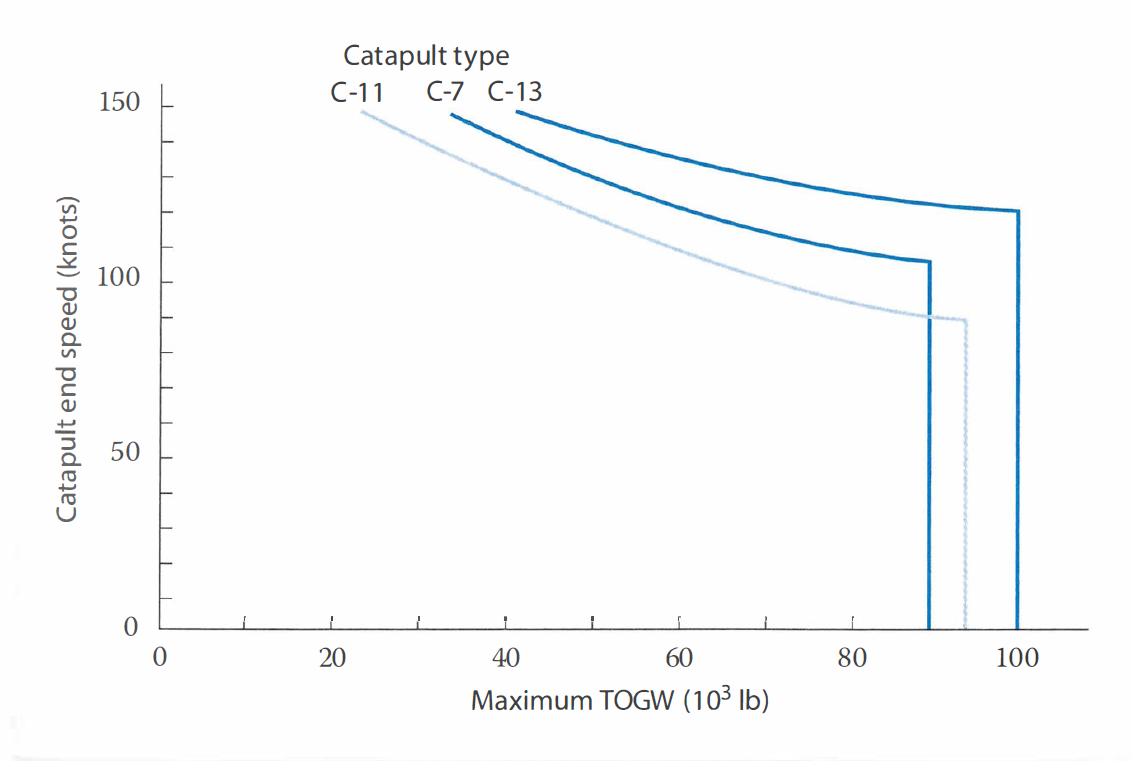 Catapult type
C-11 C-7 C-13
150
100
50
0
Catapult end speed (knots)
0 20 40 60 80 100
Maximum TOGW (10³ lb)